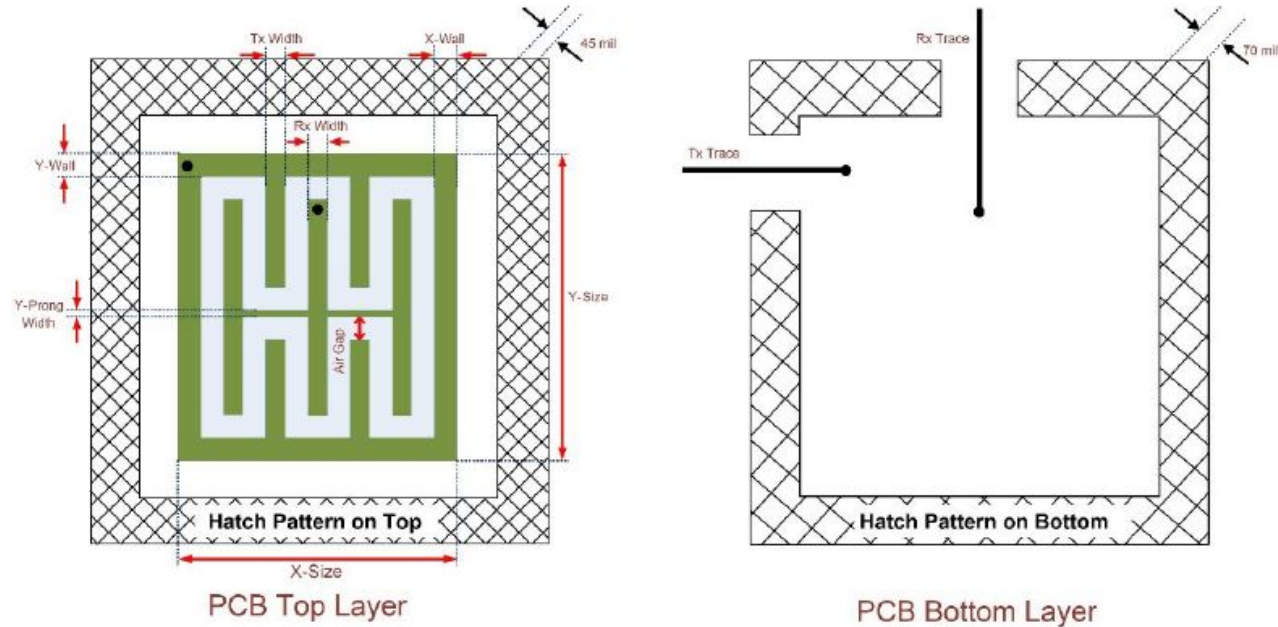 Tx Width
X-Wall
45 mil
Rx Width
Y-Wall
Y-Prong
Width
Air Gap
Y-Size
Hatch Pattern on Top
X-Size
PCB Top Layer
Rx Trace
70 mil
Tx Trace
Hatch Pattern on Bottom
PCB Bottom Layer